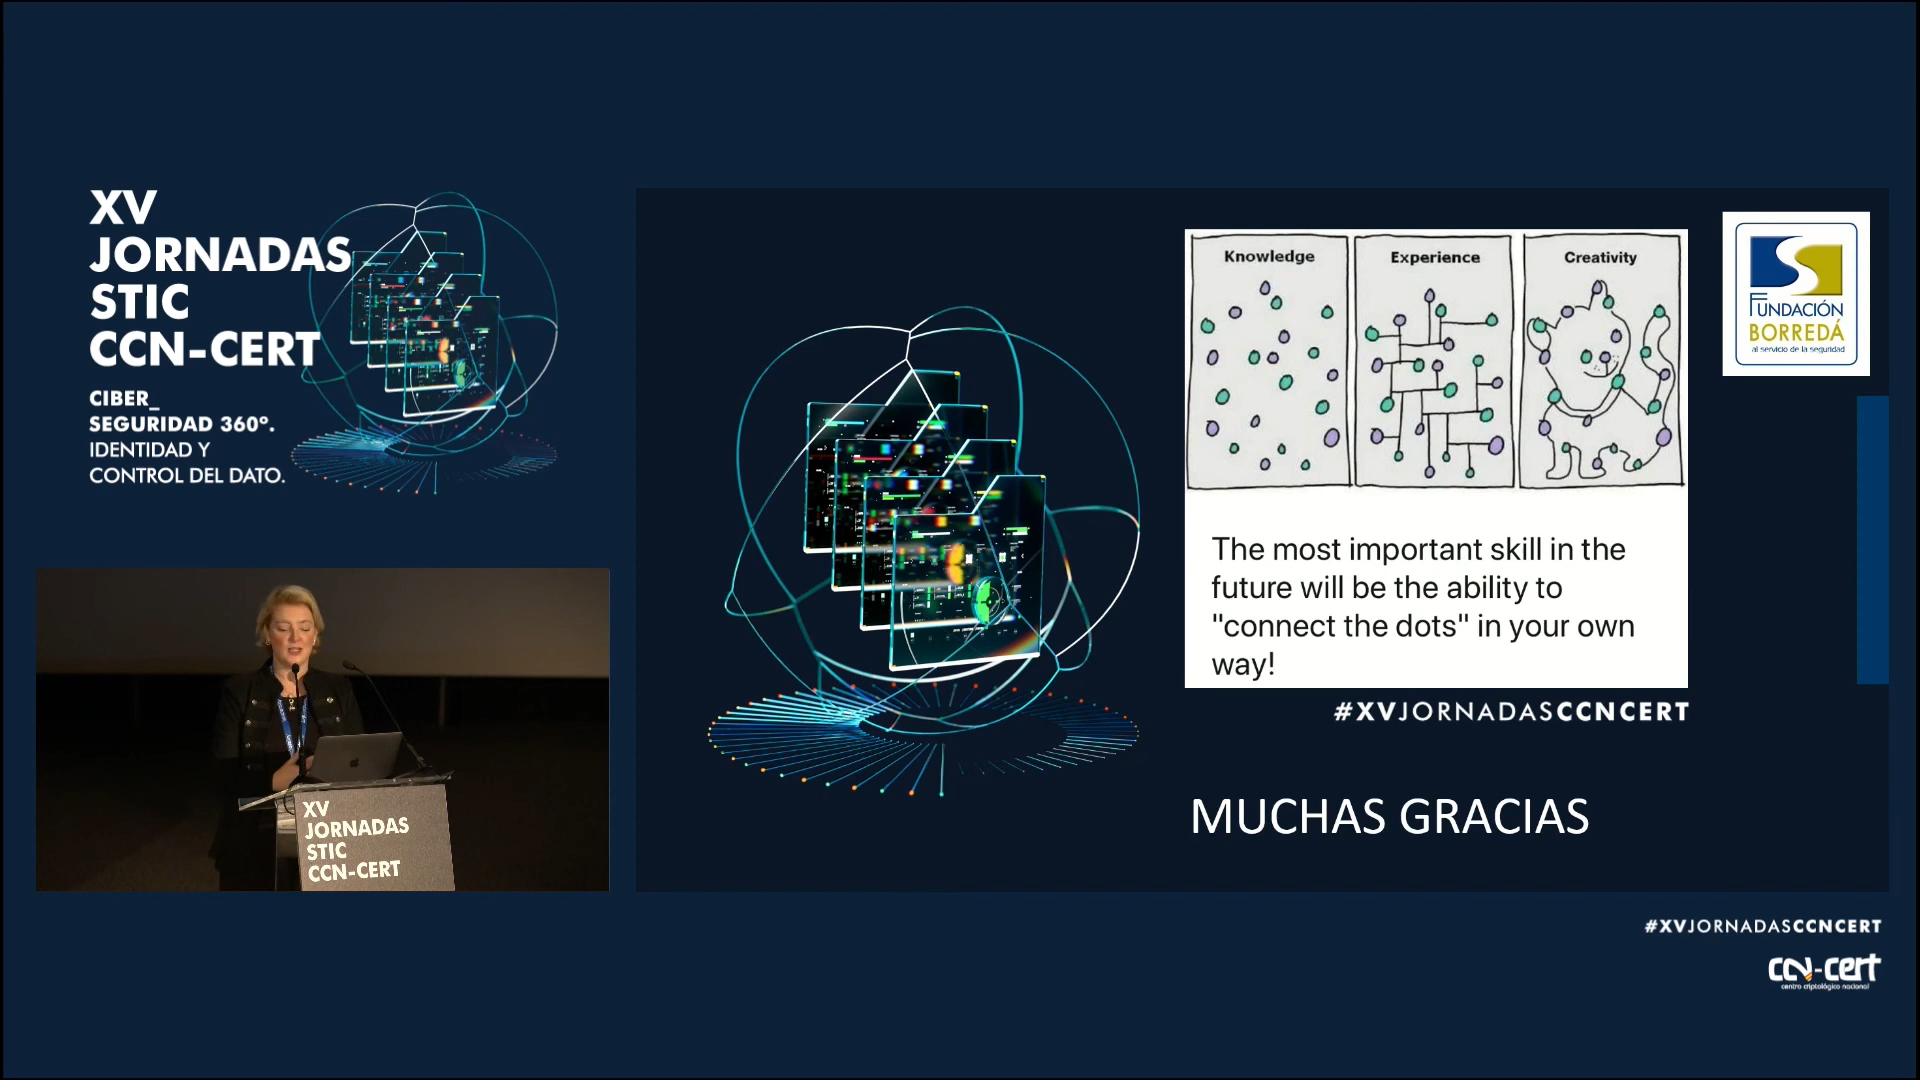 XV
JORNADAS
STIC
CCN-CERT
CIBER_
SEGURIDAD 360º.
IDENTIDAD Y
CONTROL DEL DATO.
Knowledge
Experience
Creativity
FUNDACIÓN
BORREDÁ
al servicio de la seguridad
The most important skill in the
future will be the ability to
"connect the dots" in your own
way!
#XVJORNADASCCNCERT
MUCHAS GRACIAS
XV
JORNADAS
STIC
CCN-CERT
#XVJORNADASCCNCERT
ccn-cert
centro criptológico nacional